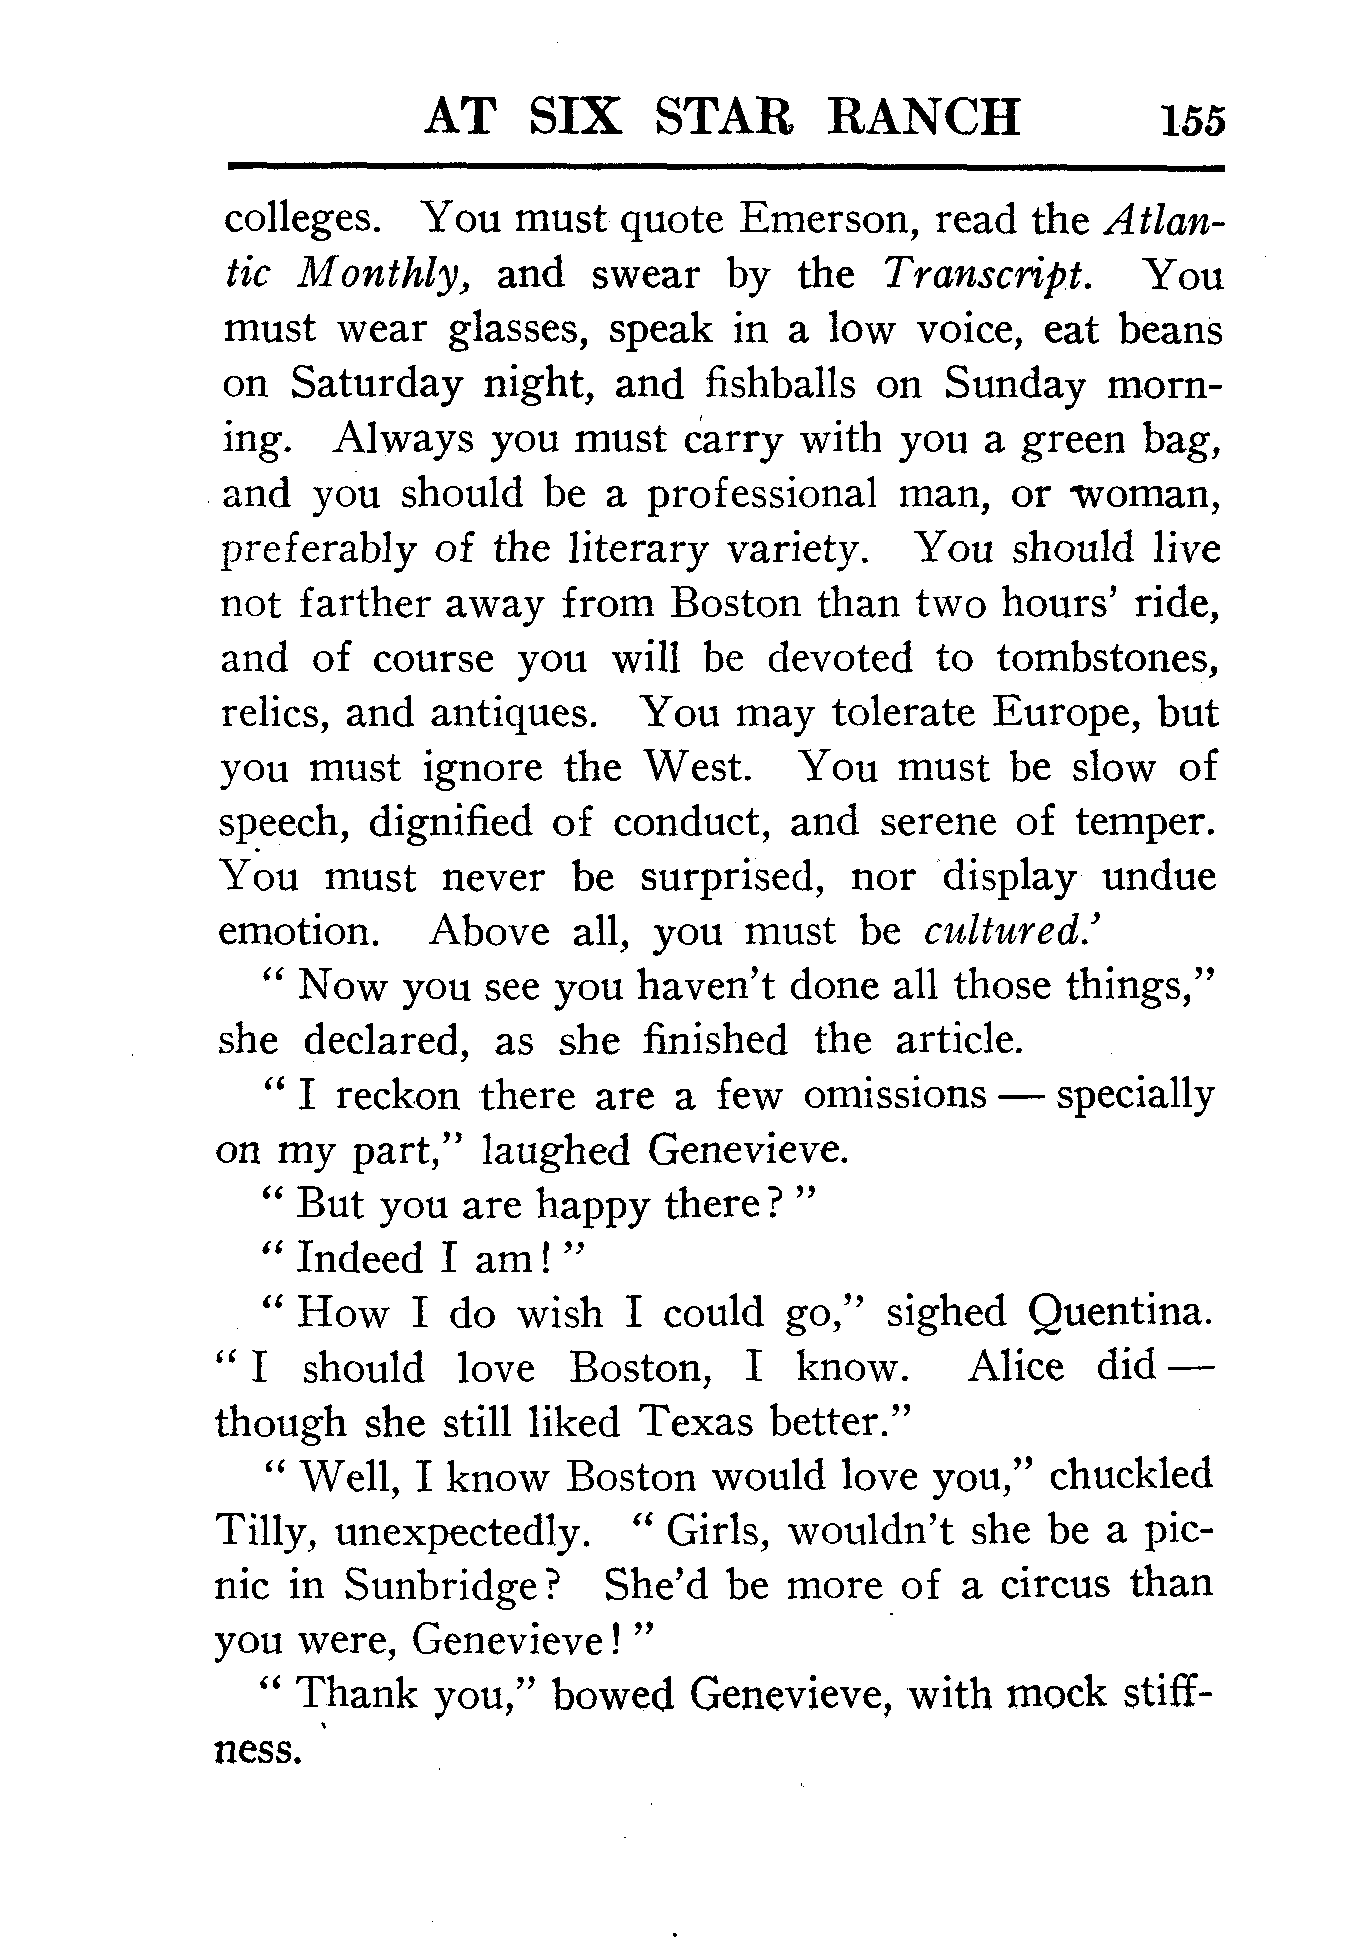 AT SIX STAR RANCH 155
colleges. You must quote Emerson, read the Atlan-
tic Monthly, and swear by the Transcript. You
must wear glasses, speak in a low voice, eat beans
on Saturday night, and fishballs on Sunday morn-
ing. Always you must carry with you a green bag,
and you should be a professional man, or woman,
preferably of the literary variety. You should live
not farther away from Boston than two hours' ride,
and of course you will be devoted to tombstones,
relics, and antiques. You may tolerate Europe, but
you must ignore the West. You must be slow of
speech, dignified of conduct, and serene of temper.
You must never be surprised, nor display undue
emotion. Above all, you must be cultured.'
" Now you see you haven't done all those things,"
she declared, as she finished the article.
" I reckon there are a few omissions — specially
on my part," laughed Genevieve.
" But you are happy there? "
" Indeed I am! "
" How I do wish I could go," sighed Quentina.
" I should love Boston, I know. Alice did —
though she still liked Texas better."
" Well, I know Boston would love you," chuckled
Tilly, unexpectedly. " Girls, wouldn't she be a pic-
nic in Sunbridge? She'd be more of a circus than
you were, Genevieve! "
" Thank you," bowed Genevieve, with mock stiff-
ness.